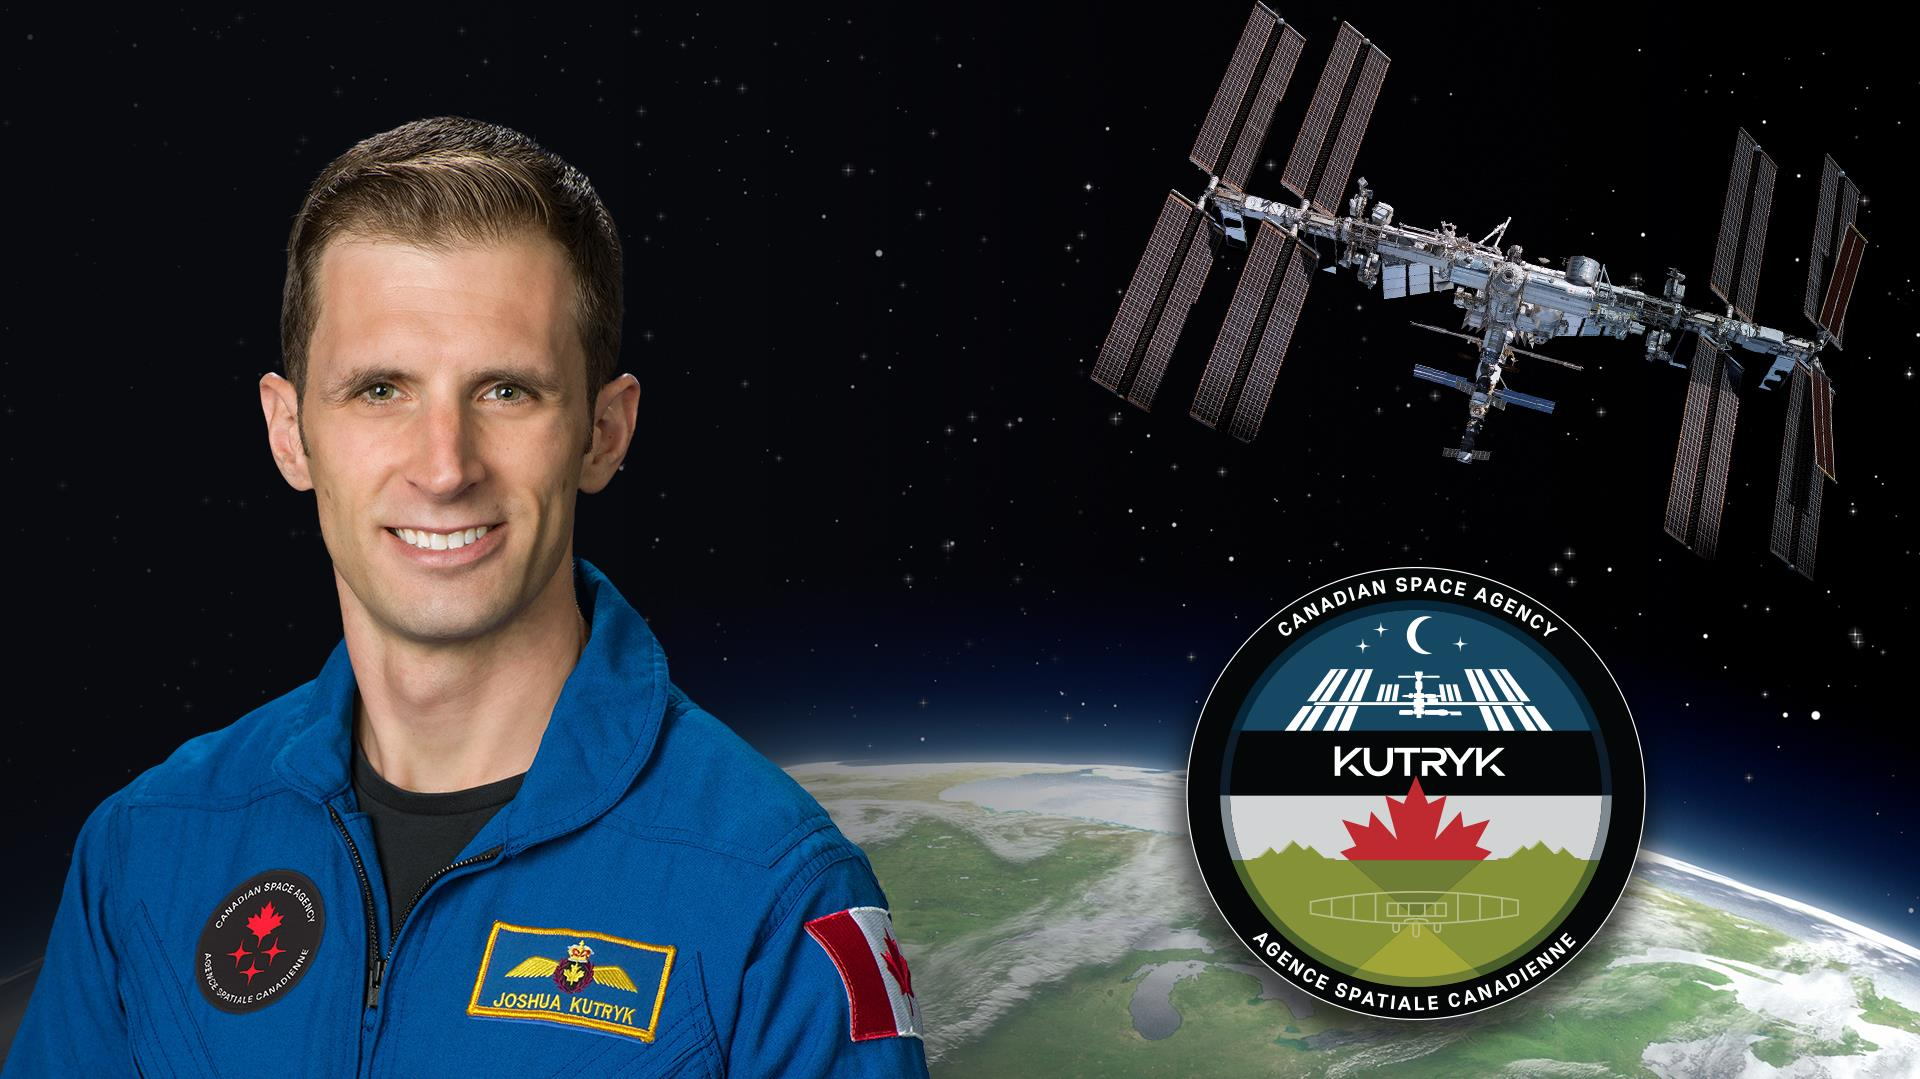 CANADIAN SPACE AGENCY
AGENCE SPATIALE CANADIENNE
JOSHUA KUTRYK
CANADIAN SPACE AGENCY
KUTRYK
AGENCE SPATIALE CANADIENNE